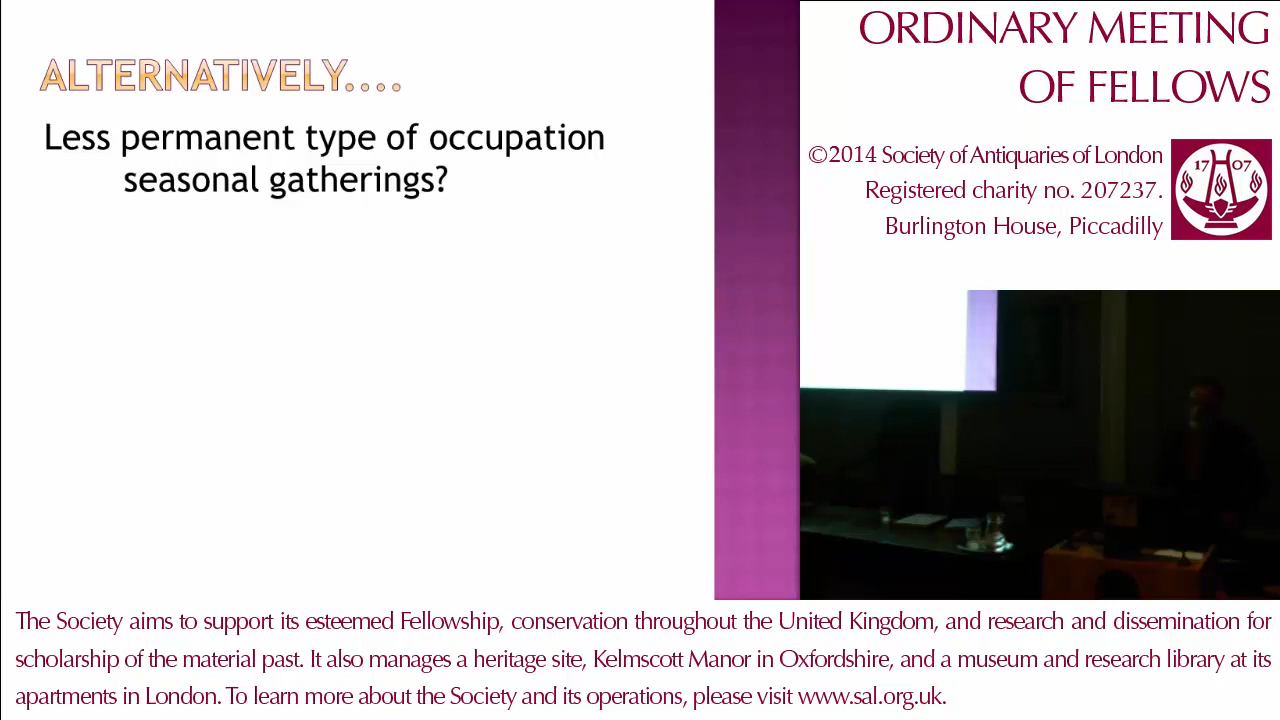 ALTERNATIVELY....
Less permanent type of occupation
seasonal gatherings?
ORDINARY MEETING
OF FELLOWS
©2014 Society of Antiquaries of London
Registered charity no. 207237.
Burlington House, Piccadilly
17 07
The Society aims to support its esteemed Fellowship, conservation throughout the United Kingdom, and research and dissemination for
scholarship of the material past. It also manages a heritage site, Kelmscott Manor in Oxfordshire, and a museum and research library at its
apartments in London. To learn more about the Society and its operations, please visit www.sal.org.uk.